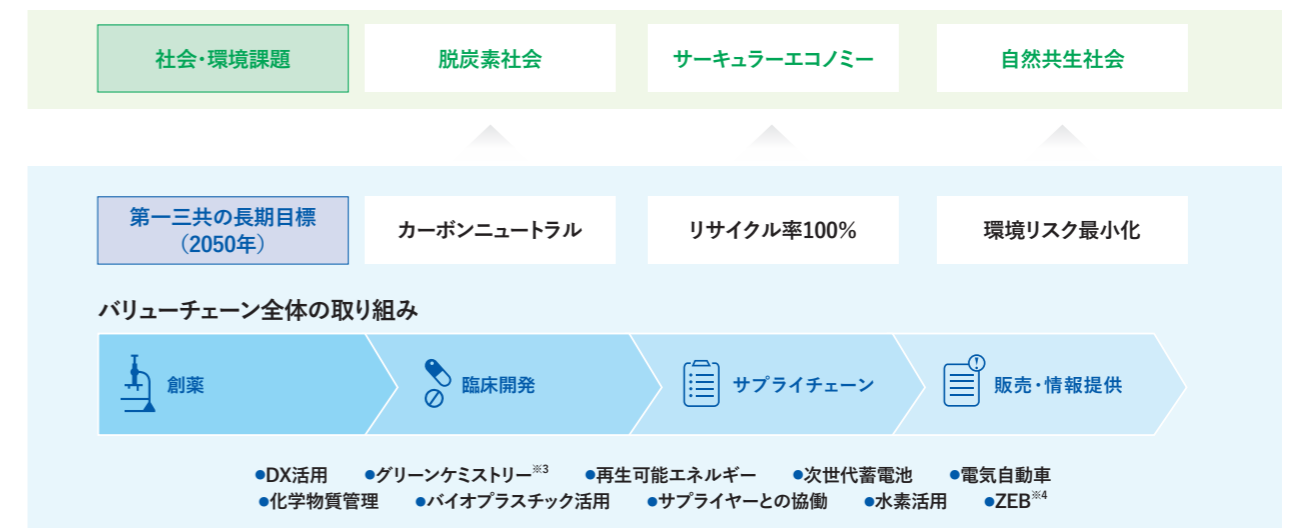 社会・環境課題
脱炭素社会
サーキュラーエコノミー
自然共生社会
第一三共の長期目標
（2050年）
カーボンニュートラル
リサイクル率100%
環境リスク最小化
バリューチェーン全体の取り組み
創薬
臨床開発
サプライチェーン
販売・情報提供
●DX活用 ●グリーンケミストリー※3 ●再生可能エネルギー ●次世代蓄電池 ●電気自動車
●化学物質管理 ●バイオプラスチック活用 ●サプライヤーとの協働 ●水素活用 ●ZEB※4